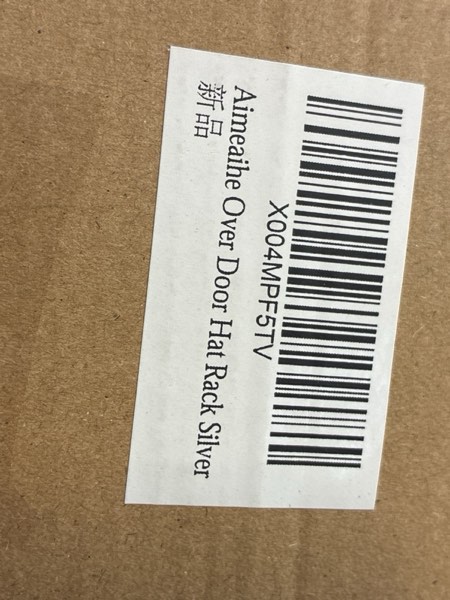 X004MPF5TV
Aimeaihe Over Door Hat Rack Silver
新品